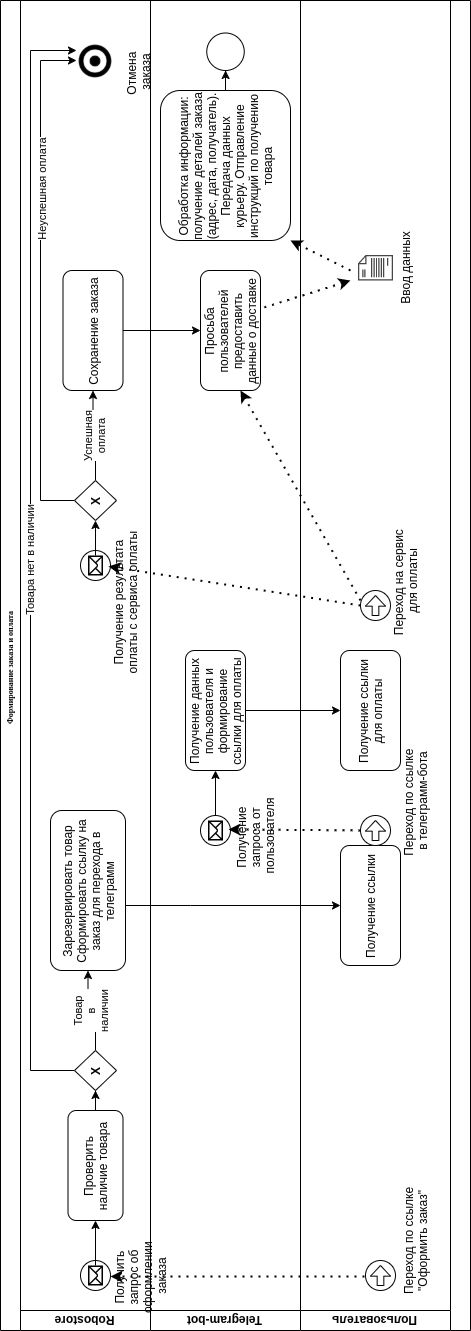 Формирование заказа и оплата
Robostore
Получить
запрос об
оформлении
заказа
Проверить
наличие товара
X
Товара нет в наличии
Товар
в
наличии
Зарезервировать товар
Сформировать ссылку на
заказ для перехода в
телеграмм
Получение результата
оплаты с сервиса оплаты
X
Неуспешная оплата
Успешная
оплата
Сохранение заказа
Отмена
заказа
Telegram-bot
Получение
запроса от
пользователя
Получение данных
пользователя и
формирование
ссылки для оплаты
Просьба
пользователей
предоставить
данные о доставке
Обработка информации:
получение деталей заказа
(адрес, дата, получатель).
Передача данных
курьеру. Отправление
инструкций по получению
товара
Пользователь
Переход по ссылке
"Оформить заказ"
Получение ссылки
Переход по ссылке
в телеграмм-бота
Получение ссылки
для оплаты
Переход на сервис
для оплаты
Ввод данных